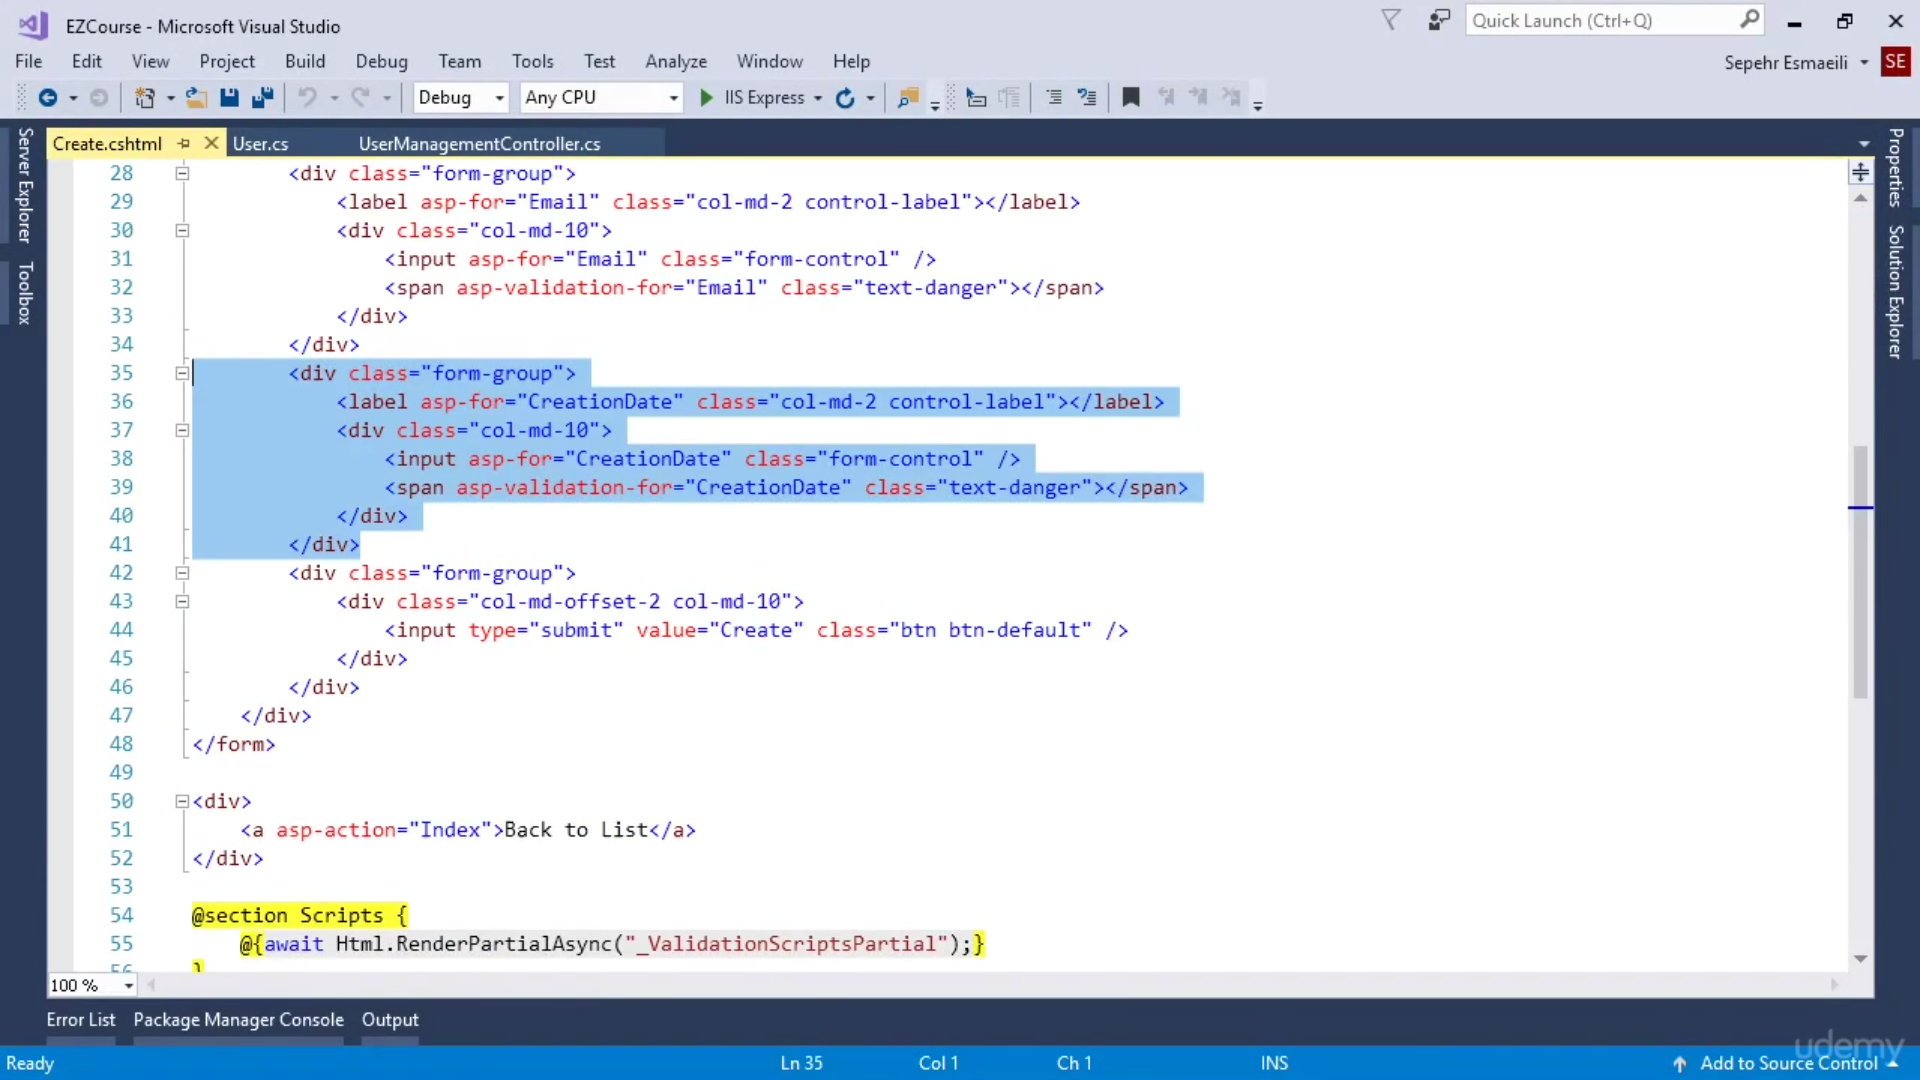 EZCourse - Microsoft Visual Studio
Quick Launch (Ctrl+Q)
File Edit View Project Build Debug Team Tools Test Analyze Window Help
Sepehr Esmaeili SE
Debug Any CPU IIS Express
Create.cshtml User.cs UserManagementController.cs
Server Explorer
Toolbox
Properties
Solution Explorer
28 <div class="form-group">
29 <label asp-for="Email" class="col-md-2 control-label"></label>
30 <div class="col-md-10">
31 <input asp-for="Email" class="form-control" />
32 <span asp-validation-for="Email" class="text-danger"></span>
33 </div>
34 </div>
35 <div class="form-group">
36 <label asp-for="CreationDate" class="col-md-2 control-label"></label>
37 <div class="col-md-10">
38 <input asp-for="CreationDate" class="form-control" />
39 <span asp-validation-for="CreationDate" class="text-danger"></span>
40 </div>
41 </div>
42 <div class="form-group">
43 <div class="col-md-offset-2 col-md-10">
44 <input type="submit" value="Create" class="btn btn-default" />
45 </div>
46 </div>
47 </div>
48 </form>
49
50 <div>
51 <a asp-action="Index">Back to List</a>
52 </div>
53
54 @section Scripts {
55 @{await Html.RenderPartialAsync("_ValidationScriptsPartial");}
56 }
100 %
Error List Package Manager Console Output
Ready Ln 35 Col 1 Ch 1 INS Add to Source Control
udemy